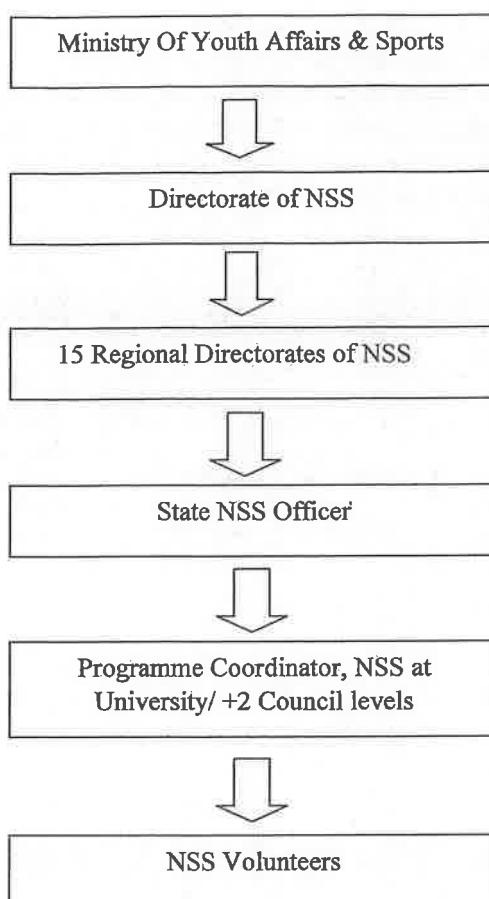 Ministry Of Youth Affairs & Sports
Directorate of NSS
15 Regional Directorates of NSS
State NSS Officer
Programme Coordinator, NSS at
University/ +2 Council levels
NSS Volunteers